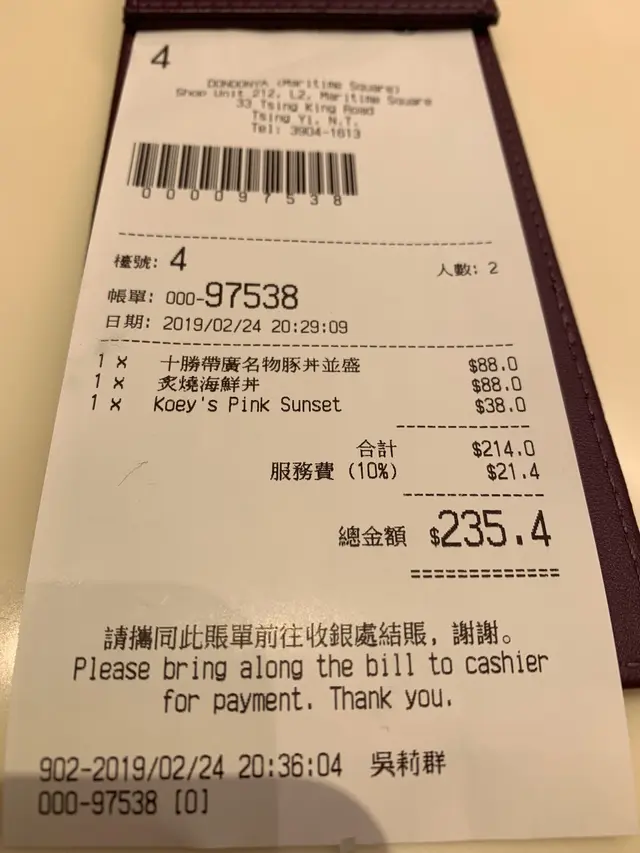 4
DONDONYA (Maritime Square)
Shop Unit 212, L2, Maritime Square
33 Tsing King Road
Tsing Yi, N.T.
Tel: 3904-1613
000097538
檯號: 4 人數: 2
帳單: 000-97538
日期: 2019/02/24 20:29:09
1 x 十勝帶廣名物豚丼並盛 $88.0
1 x 炙燒海鮮丼 $88.0
1 x Koey's Pink Sunset $38.0
合計 $214.0
服務費 (10%) $21.4
總金額 $235.4
請攜同此賬單前往收銀處結賬, 謝謝。
Please bring along the bill to cashier
for payment. Thank you.
902-2019/02/24 20:36:04 吳莉群
000-97538 [0]